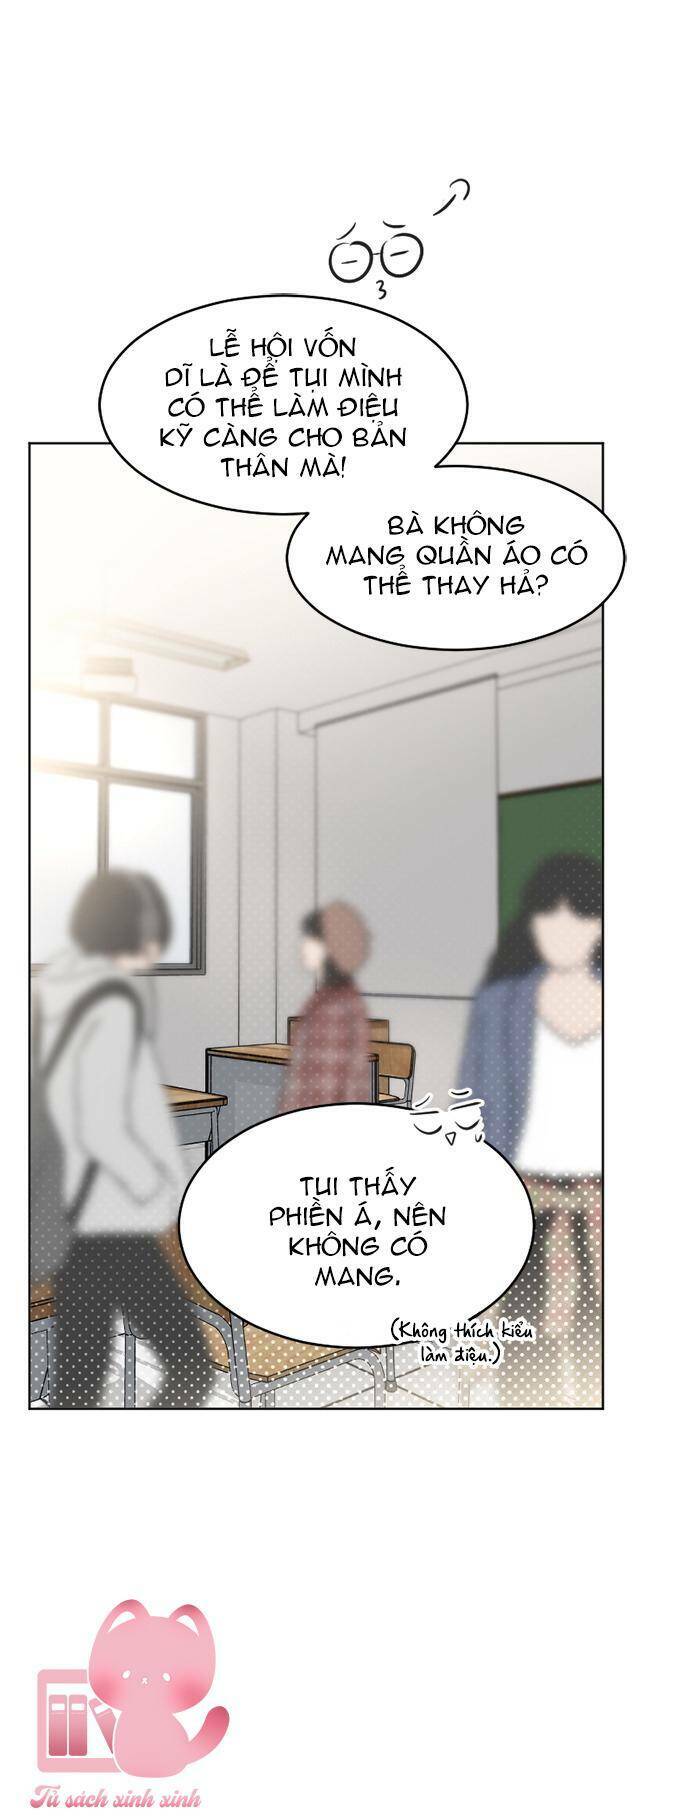 LỄ HỘI VỐN
DĨ LÀ ĐỂ TỤI MÌNH
CÓ THỂ LÀM ĐIỆU
KỸ CÀNG CHO BẢN
THÂN MÀ!
BÀ KHÔNG
MANG QUẦN ÁO CÓ
THỂ THAY HẢ?
TUI THẤY
PHIỀN Á, NÊN
KHÔNG CÓ
MANG.
(Không thích kiểu
làm điệu.)
Tủ sách xinh xinh